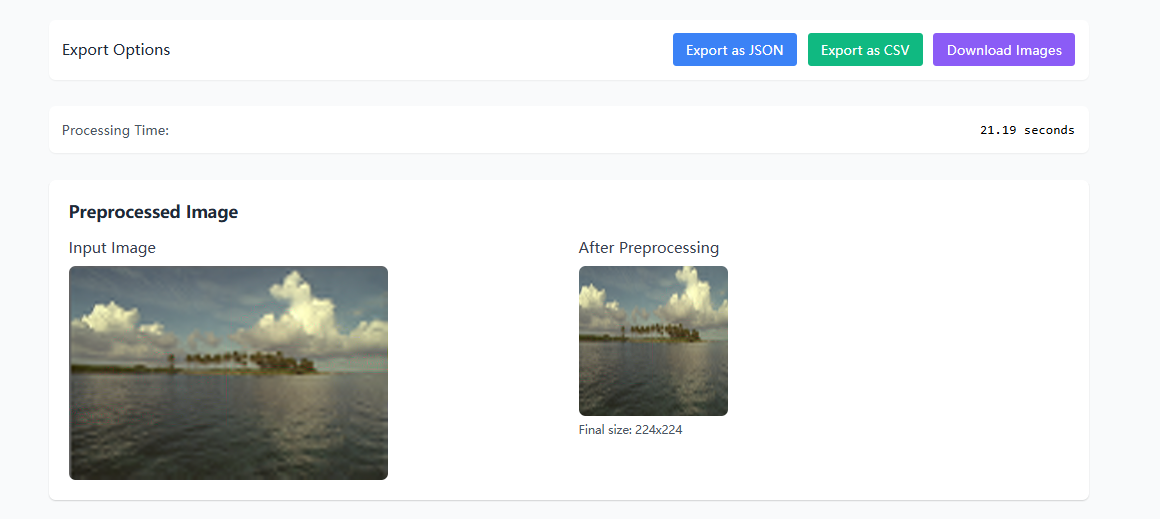 Export Options
Export as JSON
Export as CSV
Download Images
Processing Time:
21.19 seconds
Preprocessed Image
Input Image
After Preprocessing
Final size: 224x224